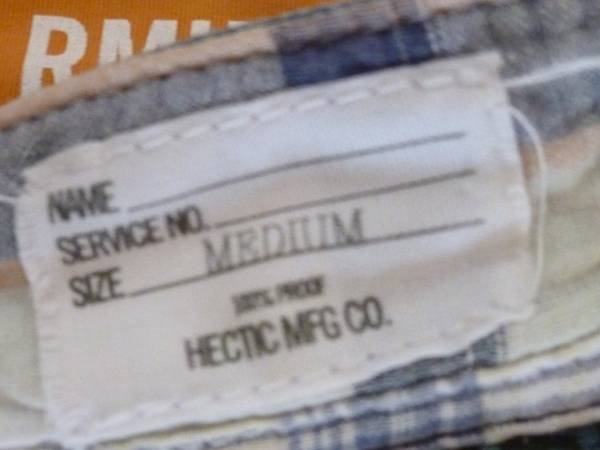 NAME
SERVICE NO.
SIZE MEDIUM
100% PROOF
HECTIC MFG CO.